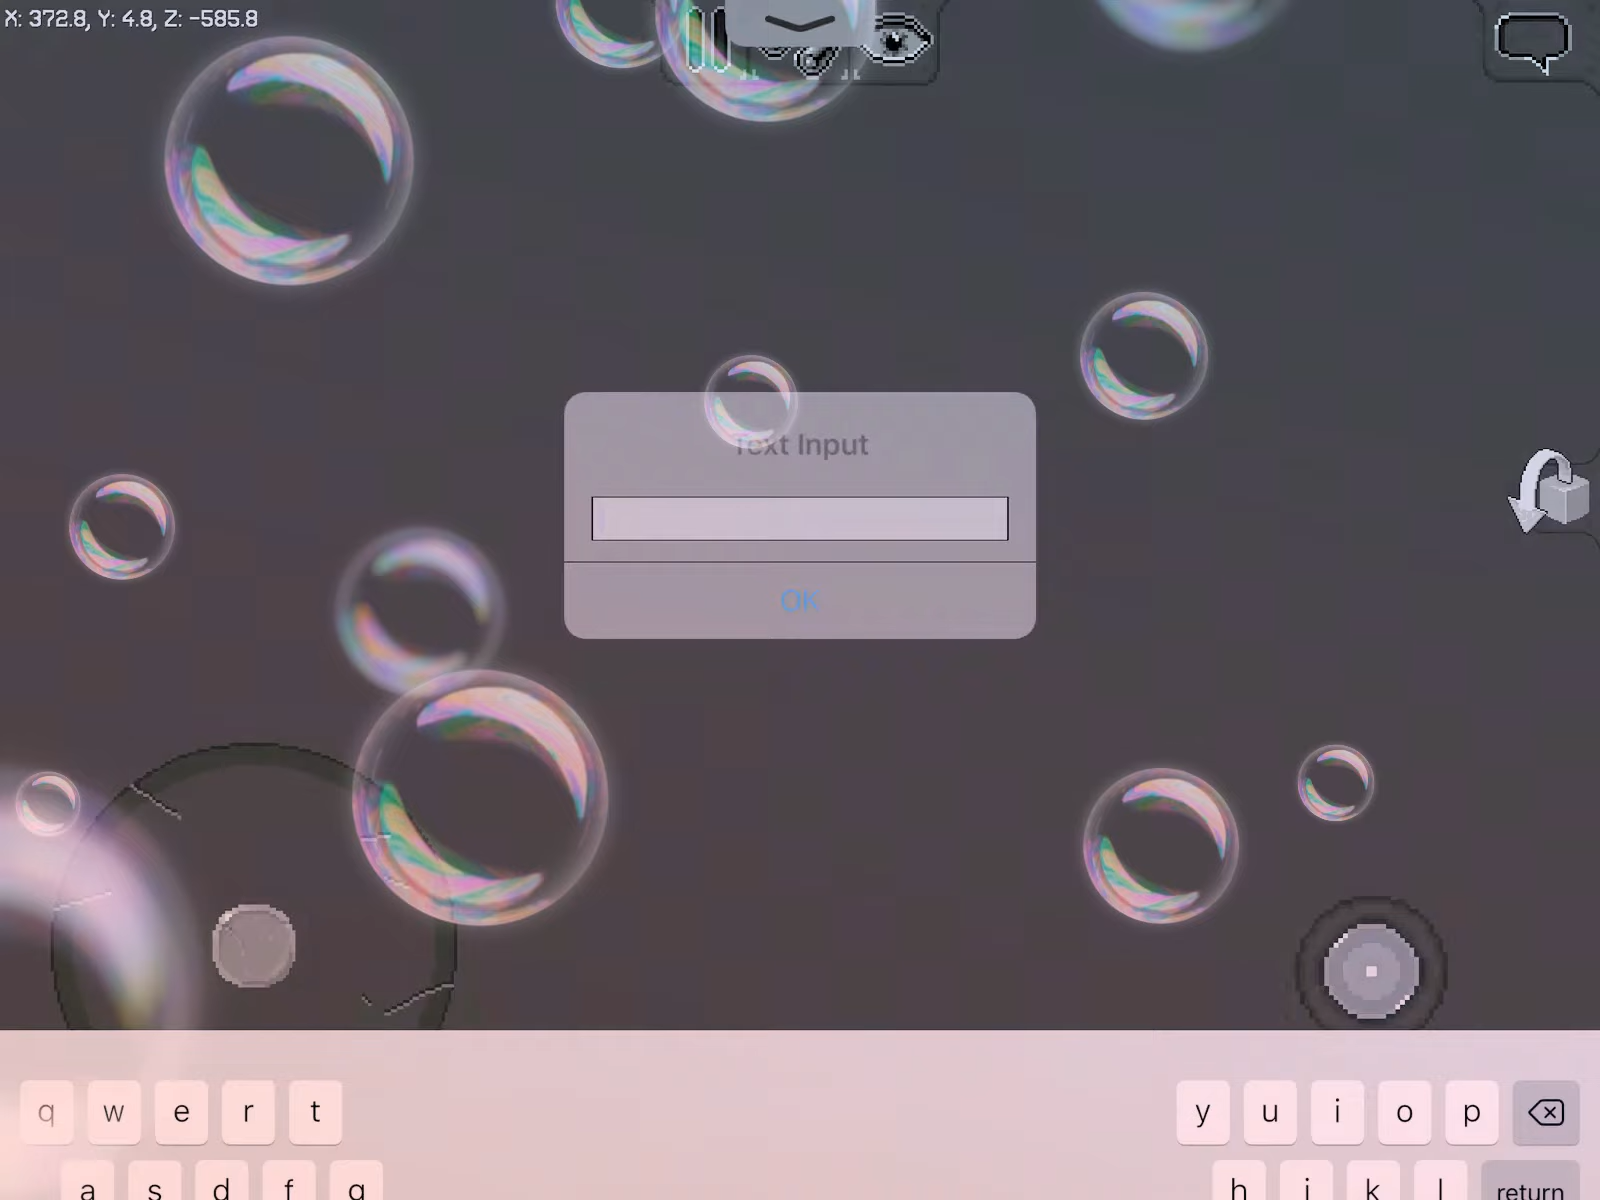 X: 372.8, Y: 4.8, Z: -585.8
Text Input
OK
q w e r t y u i o p
a s d f g h j k l return